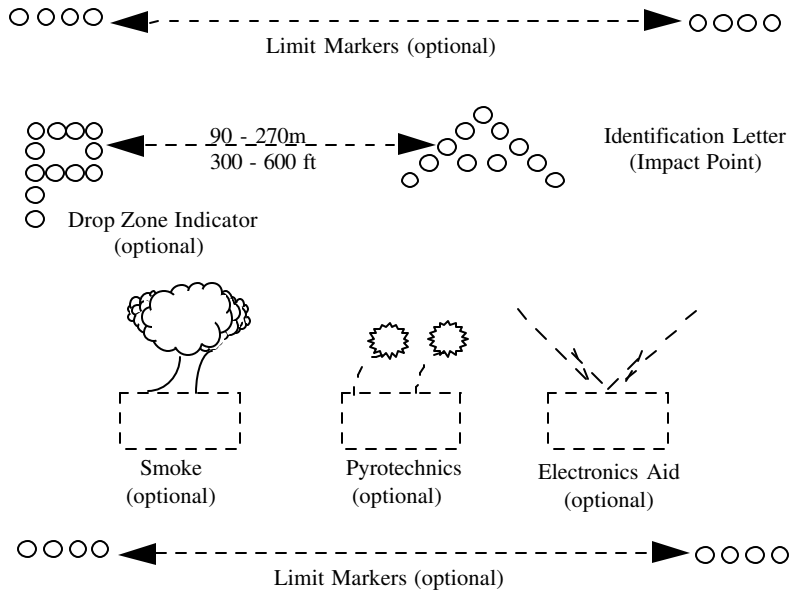 Limit Markers (optional)
90 - 270m
300 - 600 ft
Identification Letter
(Impact Point)
Drop Zone Indicator
(optional)
Smoke
(optional)
Pyrotechnics
(optional)
Electronics Aid
(optional)
Limit Markers (optional)